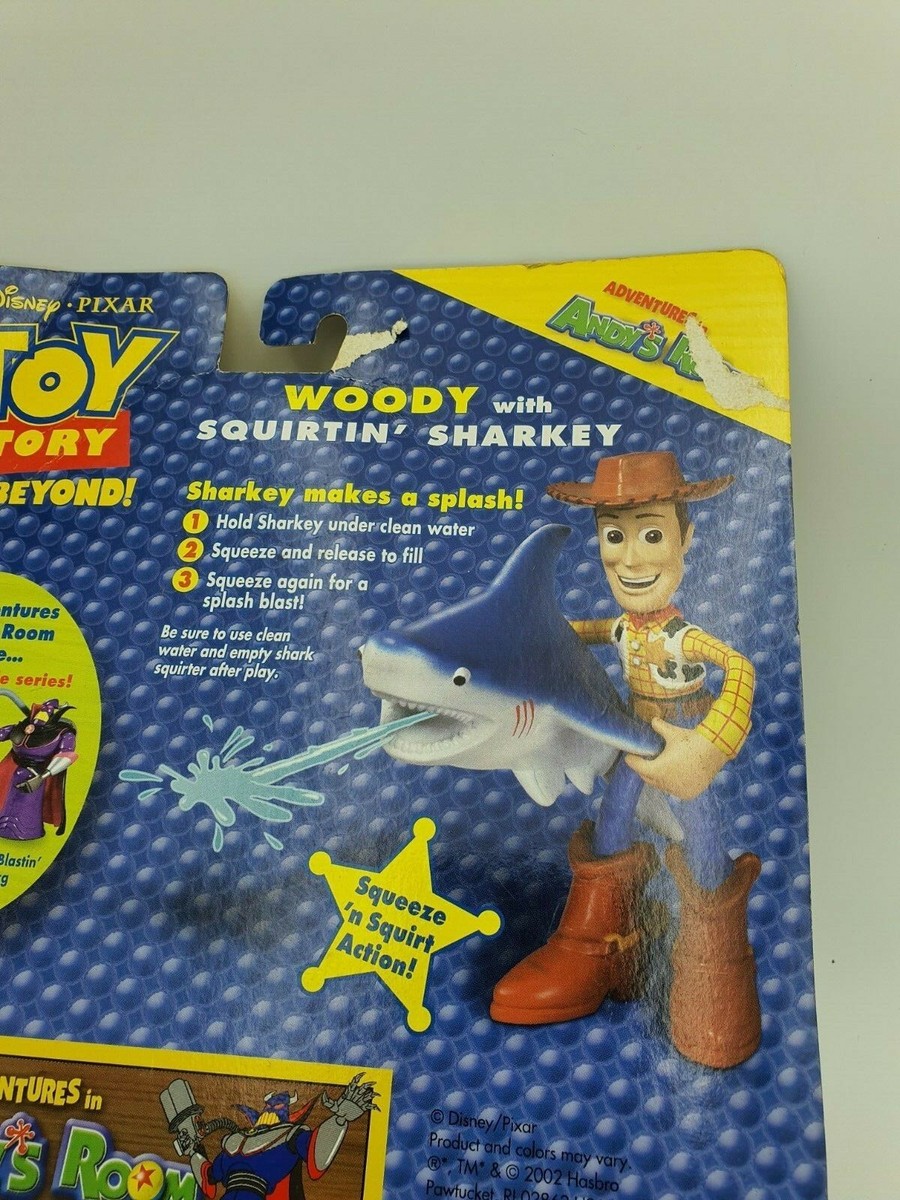 DISNEY · PIXAR
TOY
TORY
BEYOND!
ADVENTURES
ANDY'S
WOODY with
SQUIRTIN' SHARKEY
Sharkey makes a splash!
1 Hold Sharkey under clean water
2 Squeeze and release to fill
3 Squeeze again for a
splash blast!
Be sure to use clean
water and empty shark
squirter after play.
ntures
Room
e...
e series!
Blastin'
rg
Squeeze
'n Squirt
Action!
NTURES in
'S ROOM
© Disney/Pixar
Product and colors may vary.
®*, TM* & © 2002 Hasbro
Pawtucket, RI 02862